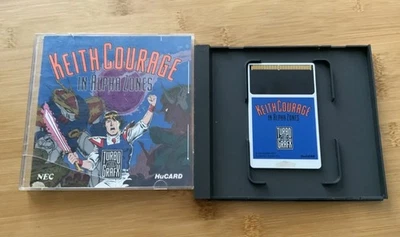 KEITH COURAGE
IN ALPHA ZONES
TURBO
GRAFX
NEC
HuCARD
KEITH COURAGE
IN ALPHA ZONES
TURBO
GRAFX